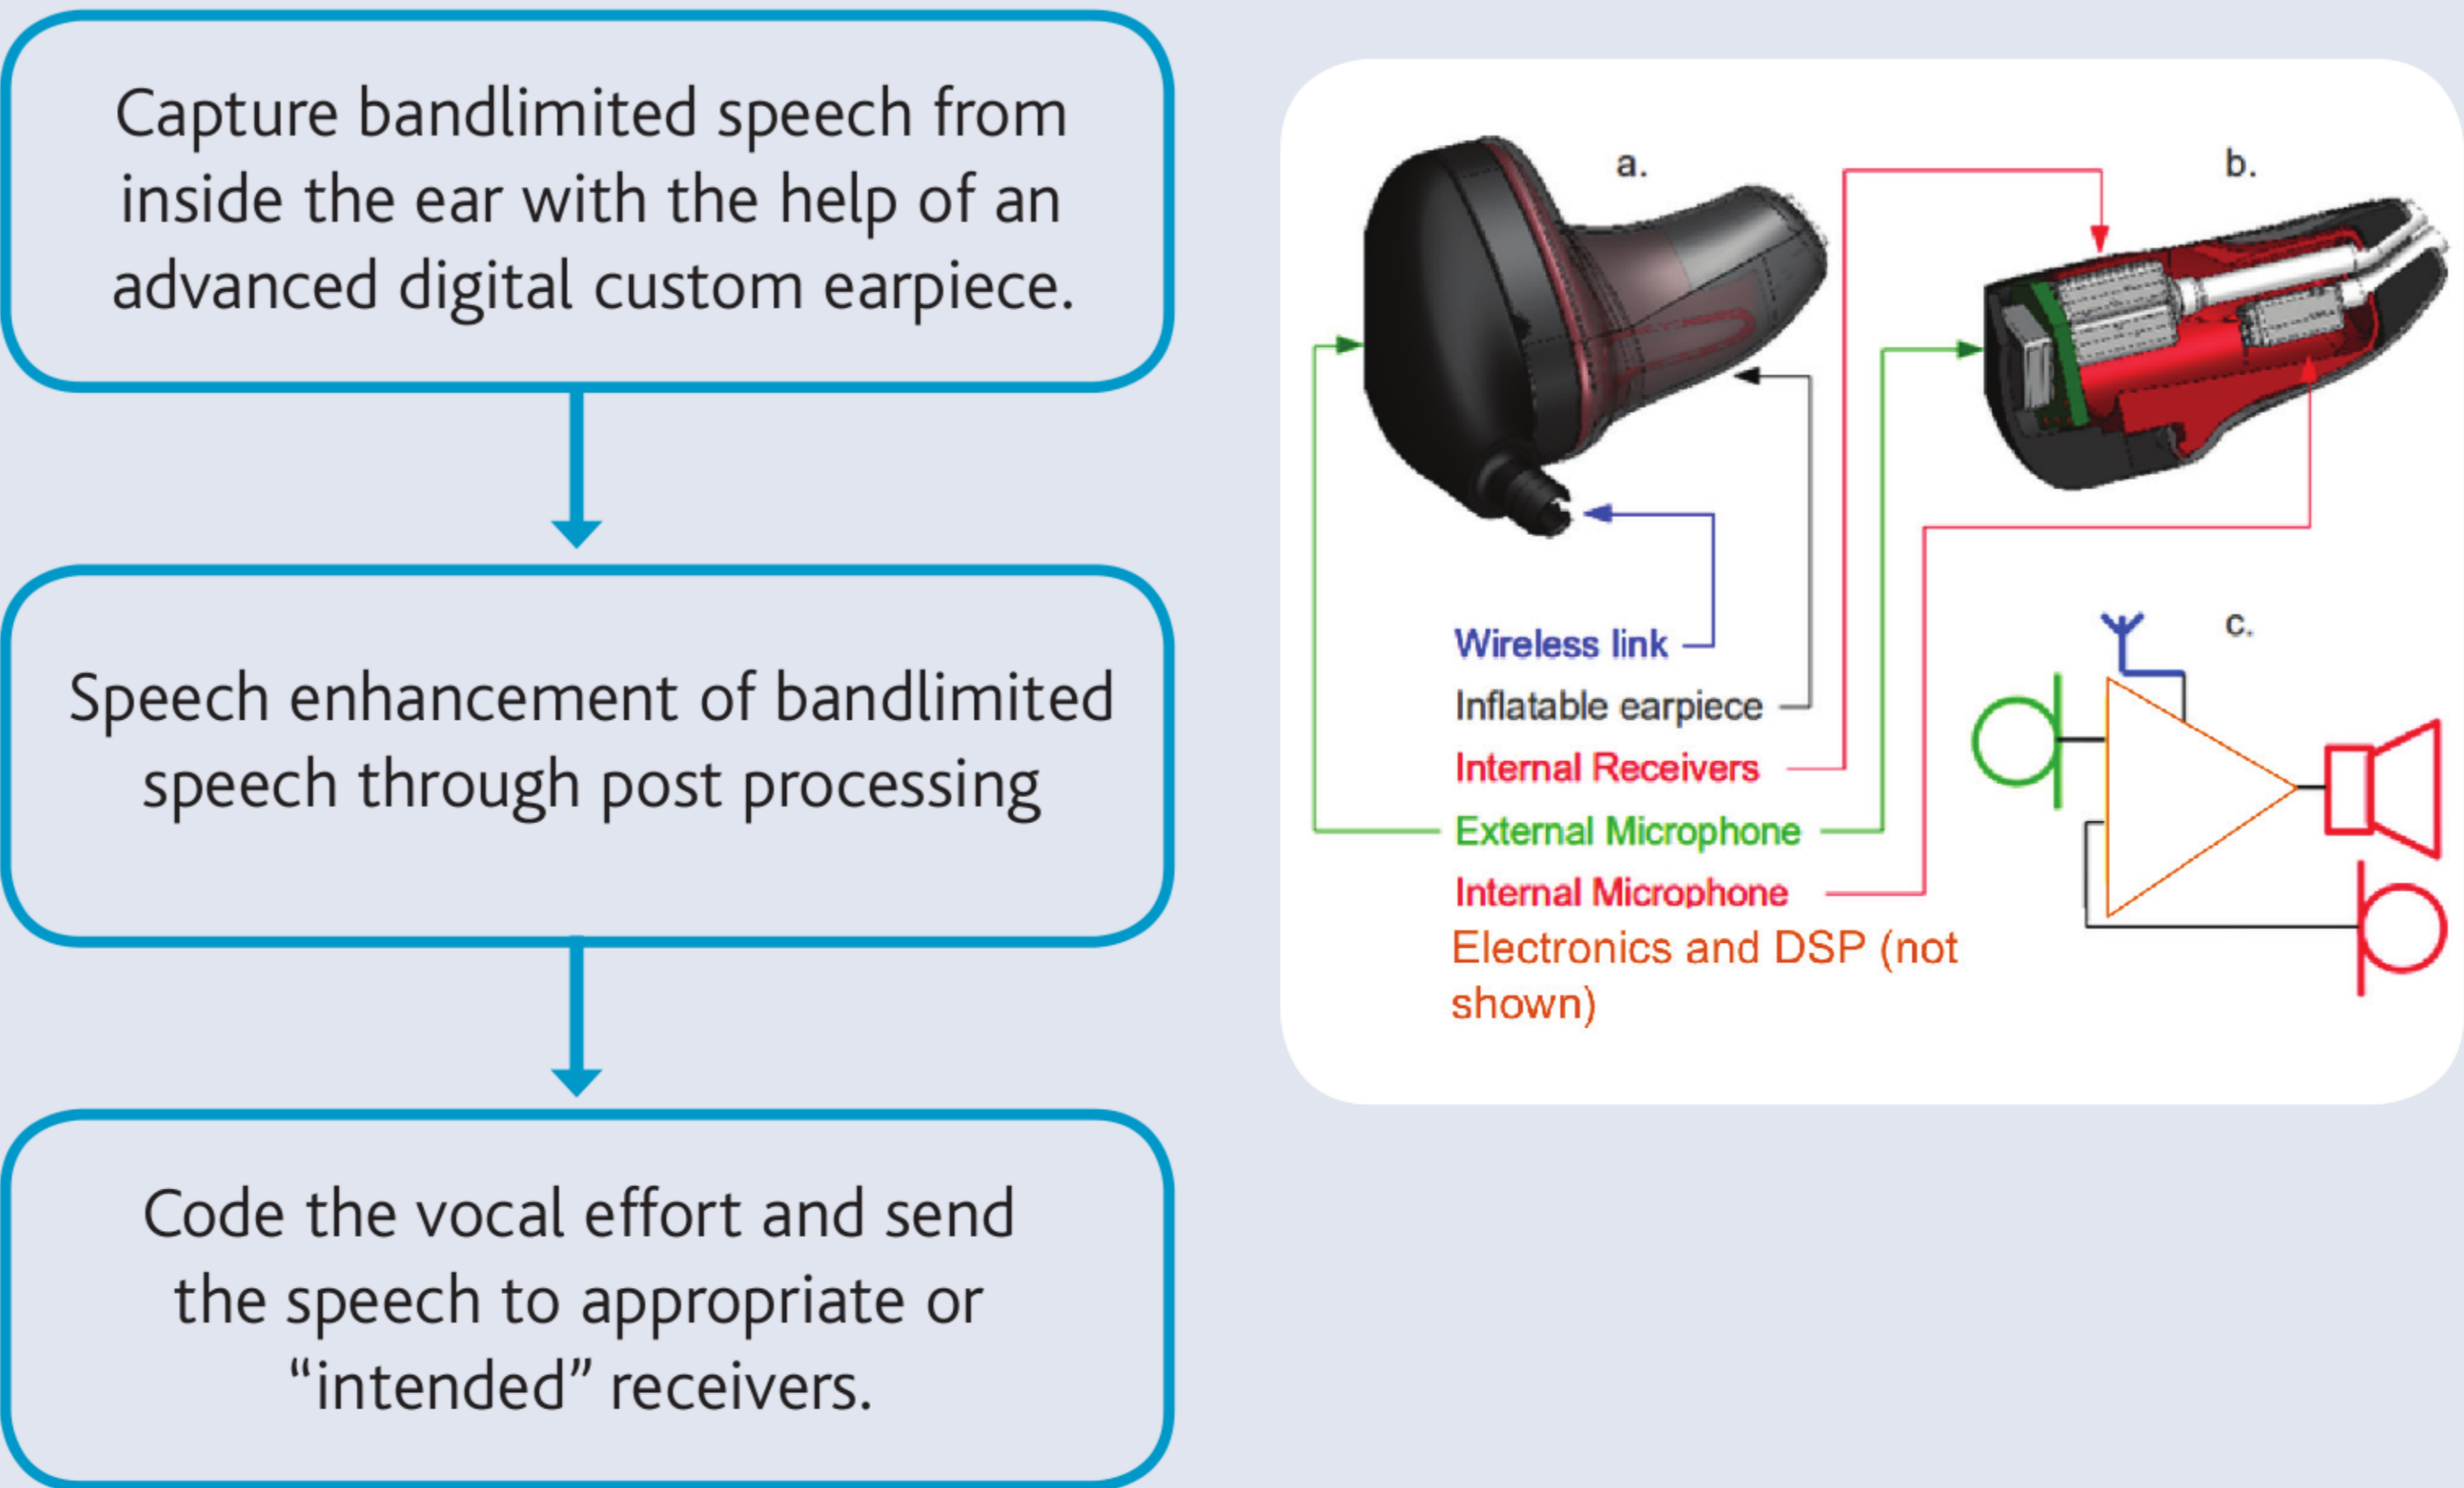 Capture bandlimited speech from
inside the ear with the help of an
advanced digital custom earpiece.
Speech enhancement of bandlimited
speech through post processing
Code the vocal effort and send
the speech to appropriate or
“intended” receivers.
a.
b.
Wireless link
Inflatable earpiece
Internal Receivers
External Microphone
Internal Microphone
Electronics and DSP (not
shown)
c.